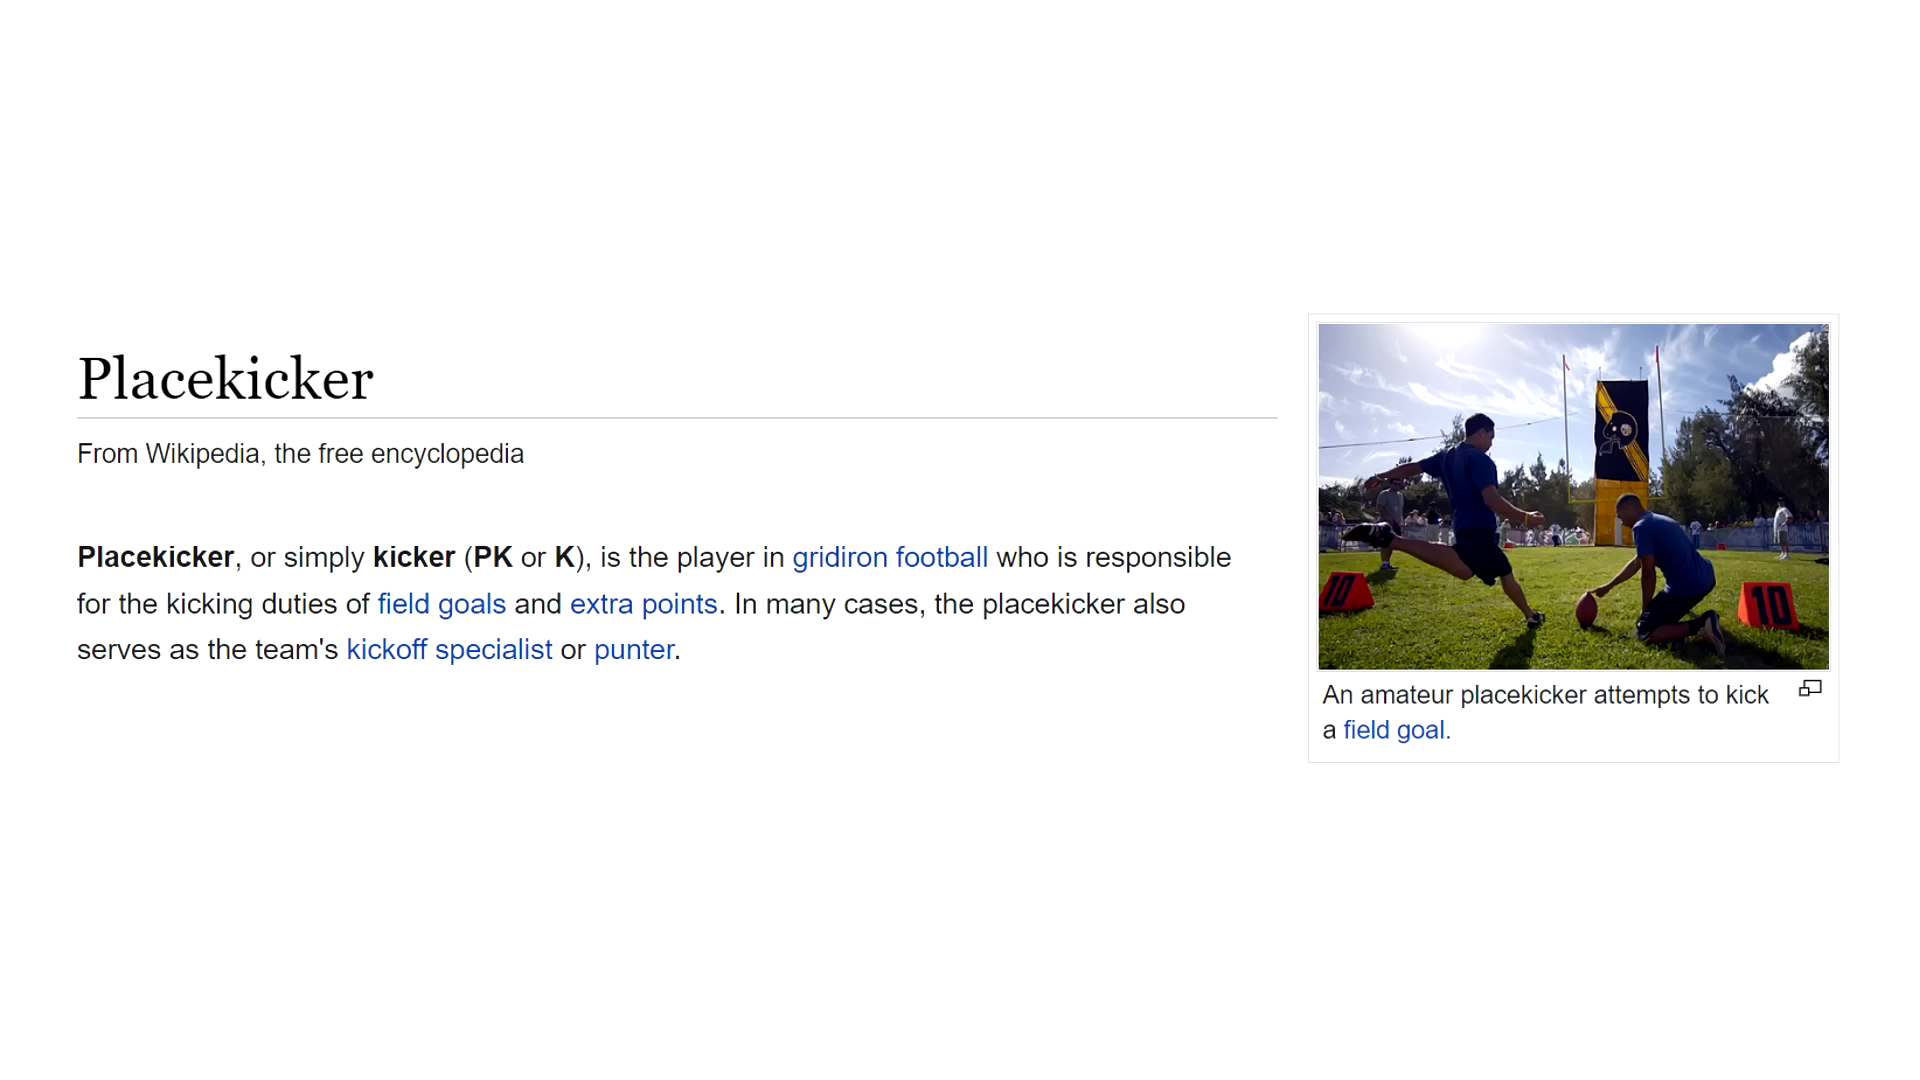 Placekicker
From Wikipedia, the free encyclopedia
Placekicker, or simply kicker (PK or K), is the player in gridiron football who is responsible
for the kicking duties of field goals and extra points. In many cases, the placekicker also
serves as the team's kickoff specialist or punter.
10
10
An amateur placekicker attempts to kick
a field goal.